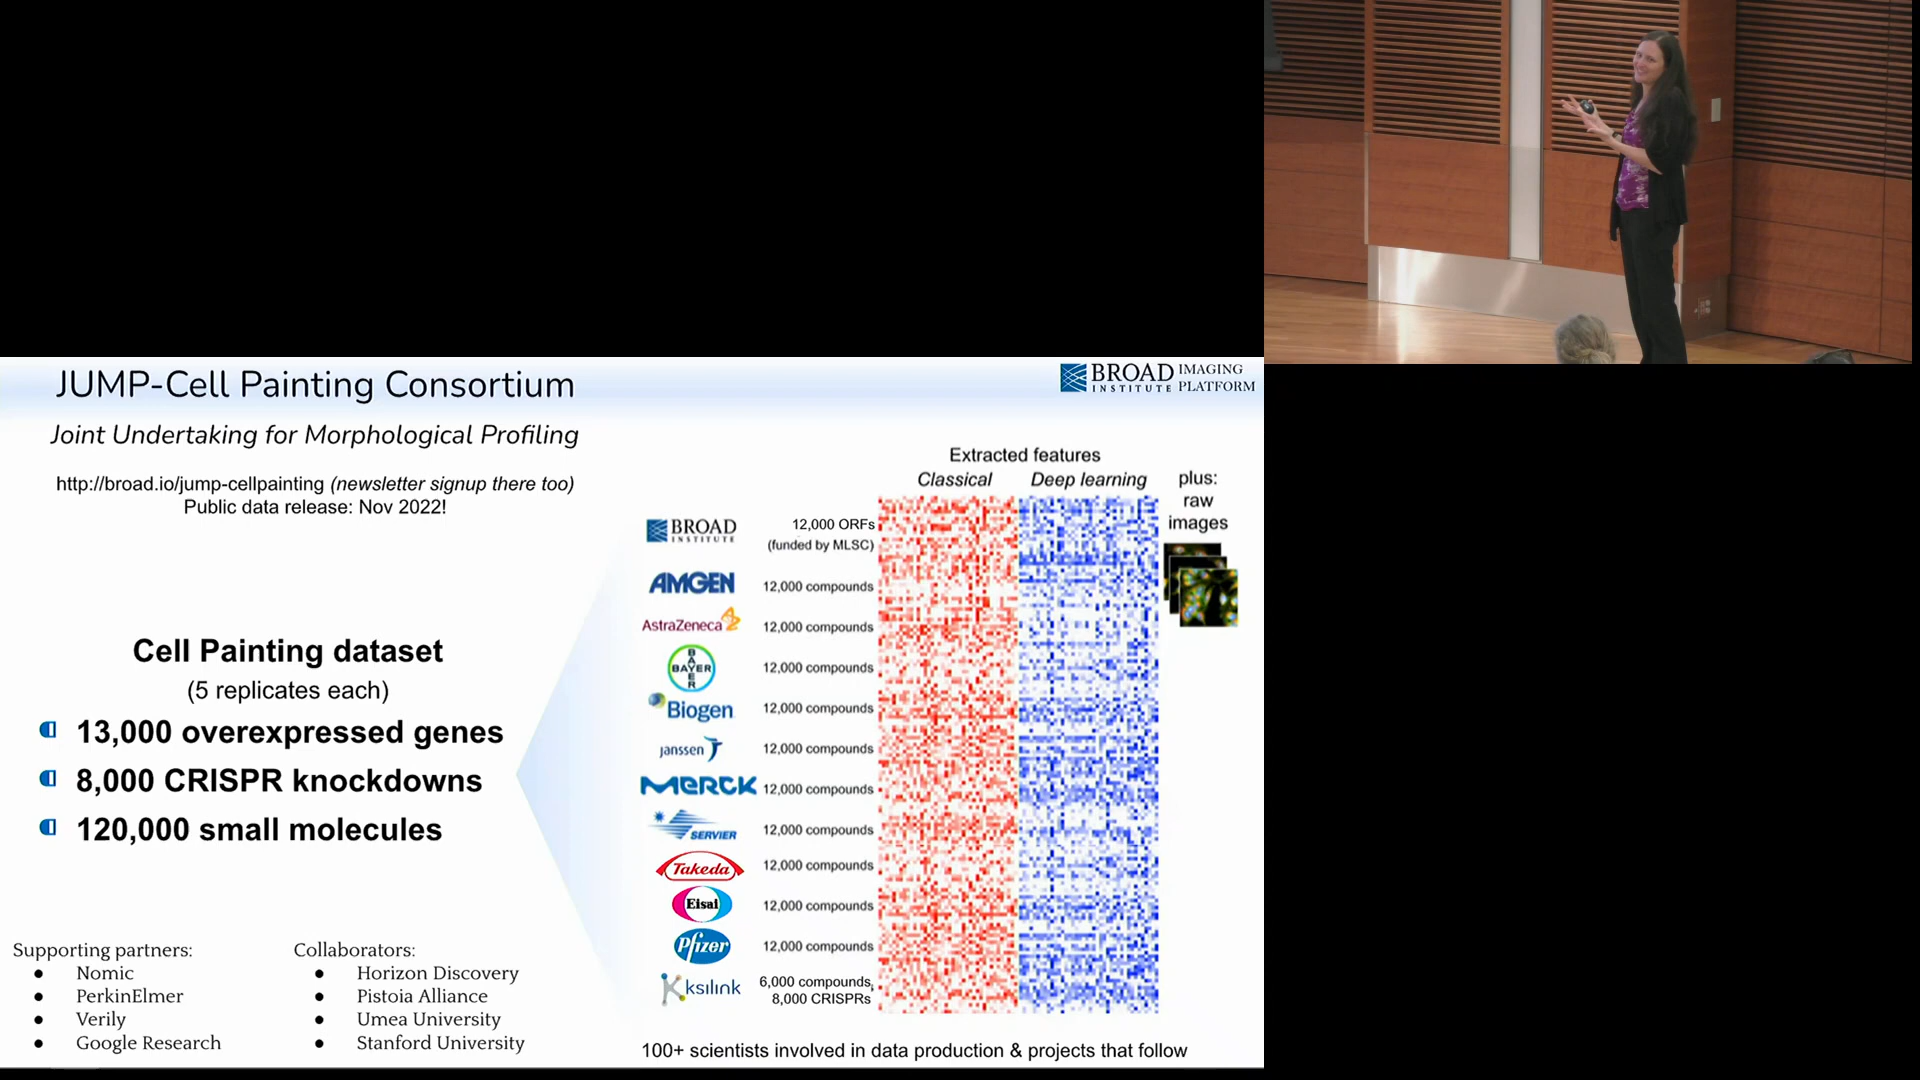 JUMP-Cell Painting Consortium
BROAD INSTITUTE IMAGING PLATFORM
Joint Undertaking for Morphological Profiling
http://broad.io/jump-cellpainting (newsletter signup there too)
Public data release: Nov 2022!
Cell Painting dataset
(5 replicates each)
13,000 overexpressed genes
8,000 CRISPR knockdowns
120,000 small molecules
Supporting partners:
Nomic
PerkinElmer
Verily
Google Research
Collaborators:
Horizon Discovery
Pistoia Alliance
Umea University
Stanford University
Extracted features
Classical Deep learning
plus:
raw
images
BROAD INSTITUTE 12,000 ORFs
(funded by MLSC)
AMGEN 12,000 compounds
AstraZeneca 12,000 compounds
BAYER BAYER 12,000 compounds
Biogen 12,000 compounds
janssen 12,000 compounds
MERCK 12,000 compounds
SERVIER 12,000 compounds
Takeda 12,000 compounds
Eisai 12,000 compounds
Pfizer 12,000 compounds
ksilink 6,000 compounds,
8,000 CRISPRs
100+ scientists involved in data production & projects that follow